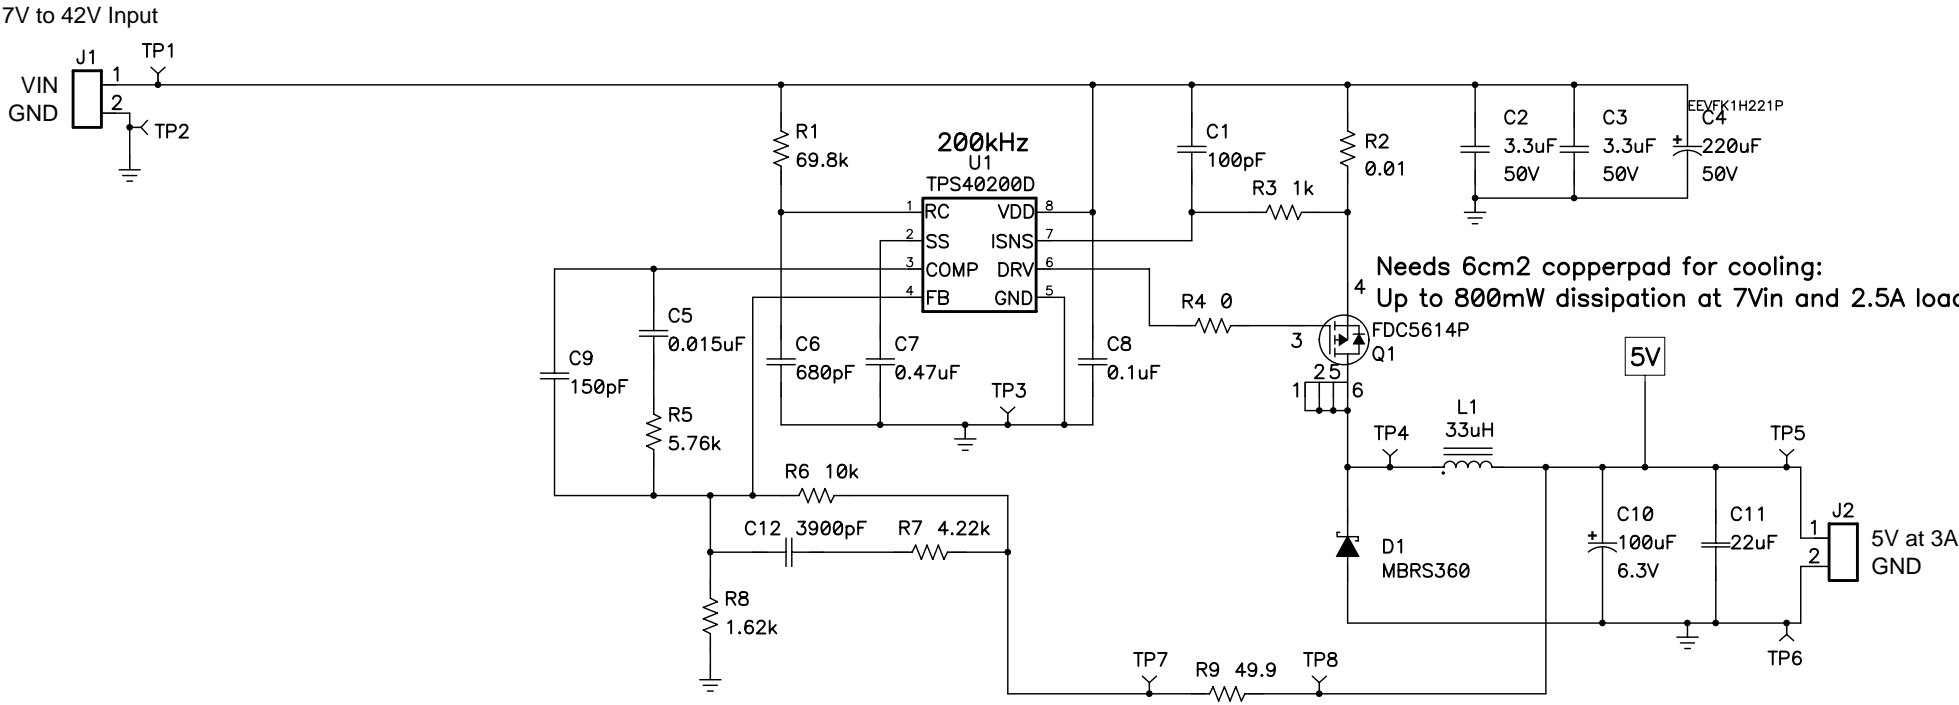 7V to 42V Input
J1
TP1
VIN
1
GND
2
TP2
R1
69.8k
200kHz
U1
TPS40200D
1
RC
VDD
8
2
SS
ISNS
7
3
COMP
DRV
6
4
FB
GND
5
C1
100pF
R2
0.01
R3 1k
EEVFK1H221P
C2
3.3uF
50V
C3
3.3uF
50V
C4
220uF
50V
Needs 6cm2 copperpad for cooling:
Up to 800mW dissipation at 7Vin and 2.5A load
4
R4 0
3
FDC5614P
Q1
25
1
6
C5
0.015uF
C9
150pF
C6
680pF
C7
0.47uF
C8
0.1uF
TP3
R5
5.76k
5V
L1
33uH
TP4
TP5
R6 10k
C12 3900pF
R7 4.22k
R8
1.62k
D1
MBRS360
C10
100uF
6.3V
C11
22uF
J2
1
5V at 3A
2
GND
TP6
TP7
R9 49.9
TP8